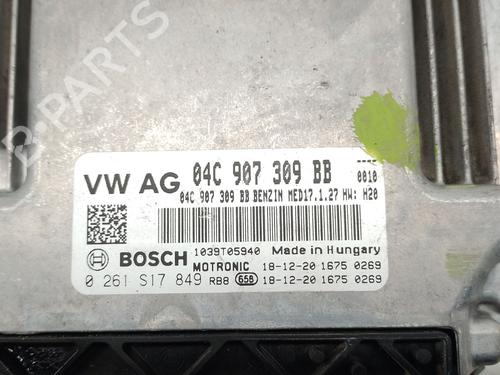 B-PARTS
VW AG 04C 907 309 BB 0010
04C 907 309 BB BENZIN MED17.1.27 HW: H20
BOSCH 1039T05940 Made in Hungary
MOTRONIC 18-12-20 1675 0269
0 261 S17 849 RB8 656 18-12-20 1675 0269